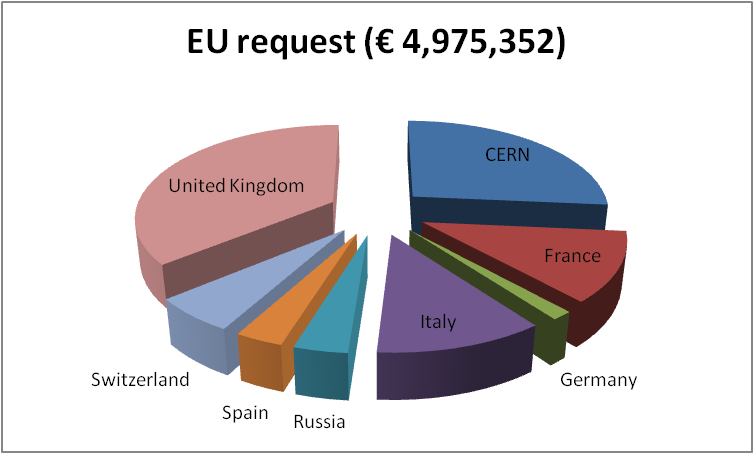 EU request (€ 4,975,352)
CERN
United Kingdom
France
Italy
Switzerland
Germany
Spain
Russia